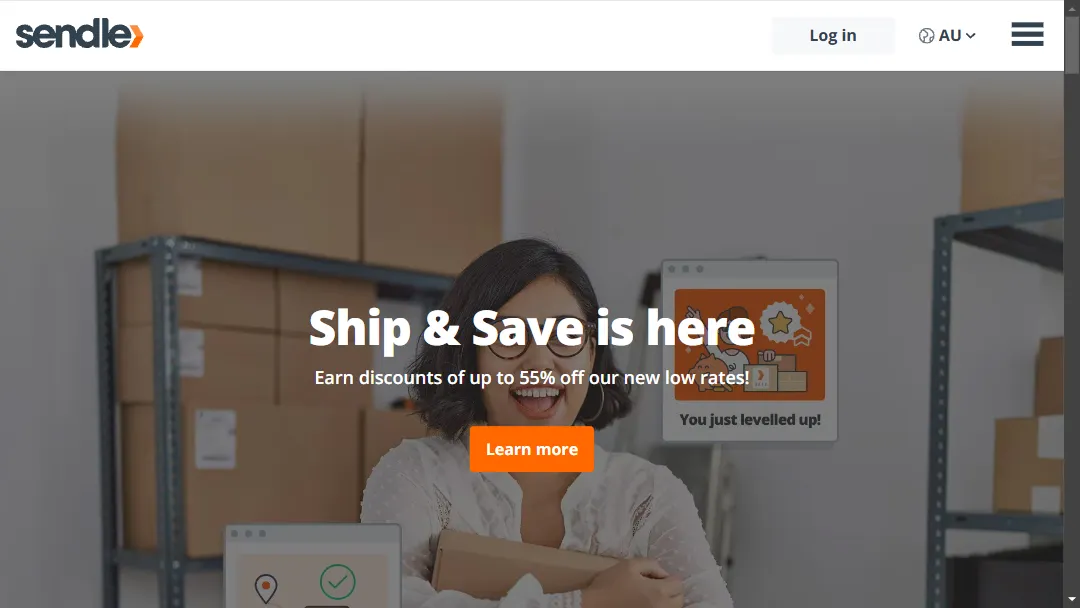 sendle
Log in
AU
Ship & Save is here
Earn discounts of up to 55% off our new low rates!
You just levelled up!
Learn more